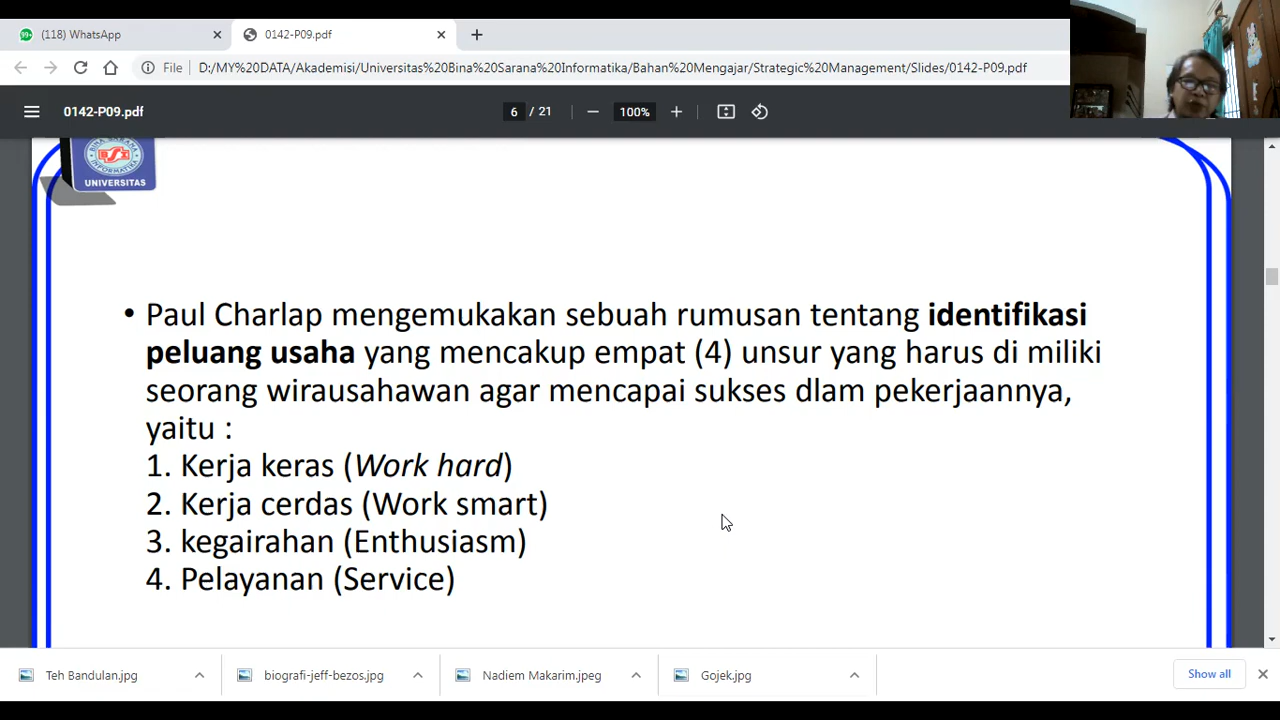 (118) WhatsApp
0142-P09.pdf
File
D:/MY%20DATA/Akademisi/Universitas%20Bina%20Sarana%20Informatika/Bahan%20Mengajar/Strategic%20Management/Slides/0142-P09.pdf
0142-P09.pdf
6 / 21
100%
BINA SARANA
BSI
INFORMATIKA
UNIVERSITAS
• Paul Charlap mengemukakan sebuah rumusan tentang identifikasi
peluang usaha yang mencakup empat (4) unsur yang harus di miliki
seorang wirausahawan agar mencapai sukses dlam pekerjaannya,
yaitu :
1. Kerja keras (Work hard)
2. Kerja cerdas (Work smart)
3. kegairahan (Enthusiasm)
4. Pelayanan (Service)
Teh Bandulan.jpg
biografi-jeff-bezos.jpg
Nadiem Makarim.jpeg
Gojek.jpg
Show all